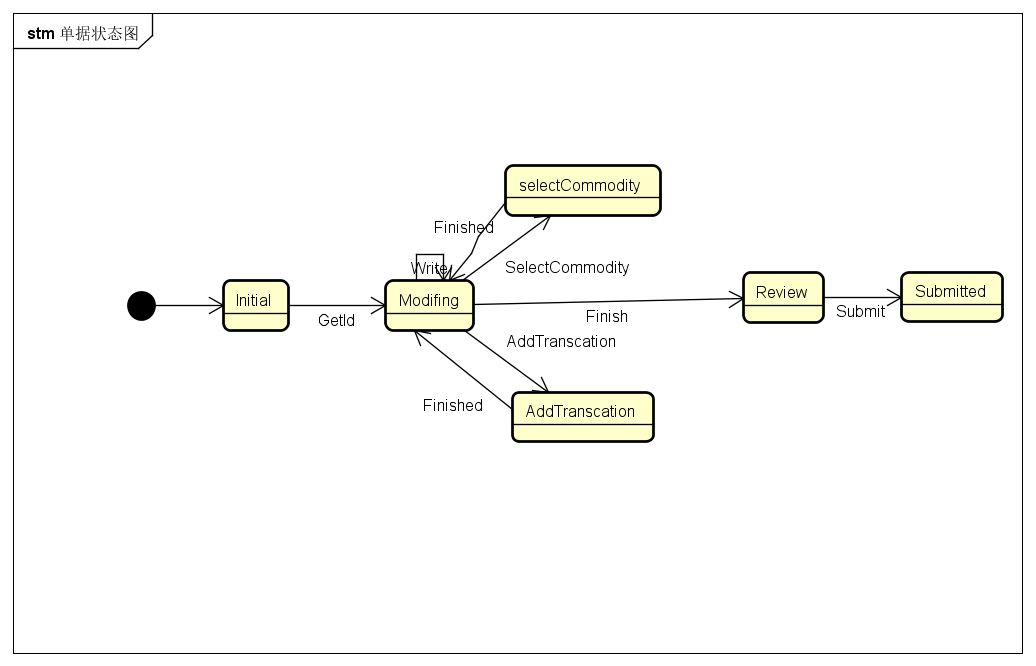 stm 单据状态图
selectCommodity
Finished
Write
SelectCommodity
Initial
Modifing
Review
Submitted
GetId
Finish
Submit
AddTranscation
Finished
AddTranscation